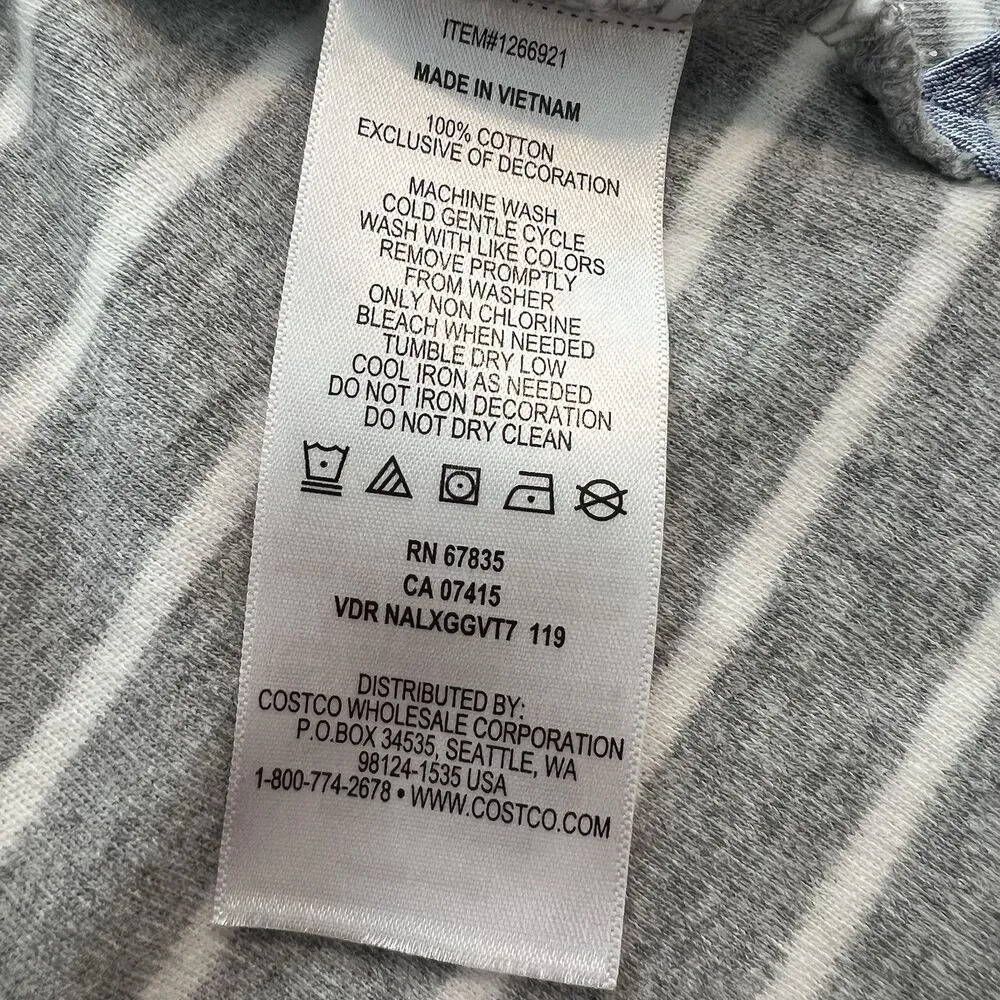 ITEM#1266921
MADE IN VIETNAM
100% COTTON
EXCLUSIVE OF DECORATION
MACHINE WASH
COLD GENTLE CYCLE
WASH WITH LIKE COLORS
REMOVE PROMPTLY
FROM WASHER
ONLY NON CHLORINE
BLEACH WHEN NEEDED
TUMBLE DRY LOW
COOL IRON AS NEEDED
DO NOT IRON DECORATION
DO NOT DRY CLEAN
RN 67835
CA 07415
VDR NALXGGVT7 119
DISTRIBUTED BY:
COSTCO WHOLESALE CORPORATION
P.O.BOX 34535, SEATTLE, WA
98124-1535 USA
1-800-774-2678 • WWW.COSTCO.COM